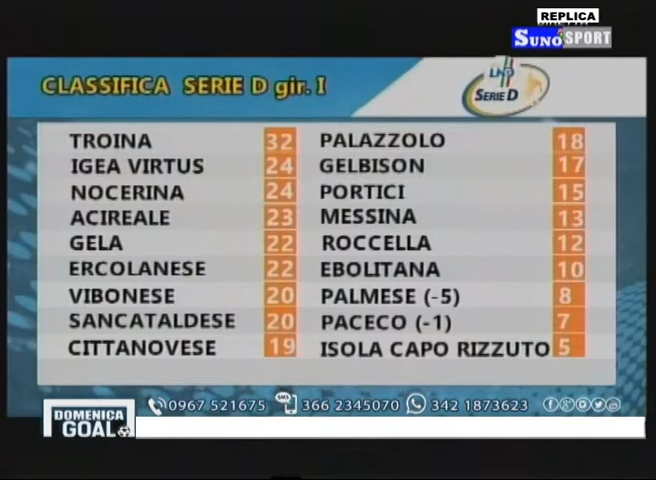 REPLICA
SUNO SPORT
CLASSIFICA SERIE D gir. I
LND
SERIE D
TROINA 32
IGEA VIRTUS 24
NOCERINA 24
ACIREALE 23
GELA 22
ERCOLANESE 22
VIBONESE 20
SANCATALDESE 20
CITTANOVESE 19
PALAZZOLO 18
GELBISON 17
PORTICI 15
MESSINA 13
ROCCELLA 12
EBOLITANA 10
PALMESE (-5) 8
PACECO (-1) 7
ISOLA CAPO RIZZUTO 5
0967 521675 SMS 366 2345070 342 1873623
DOMENICA
GOAL